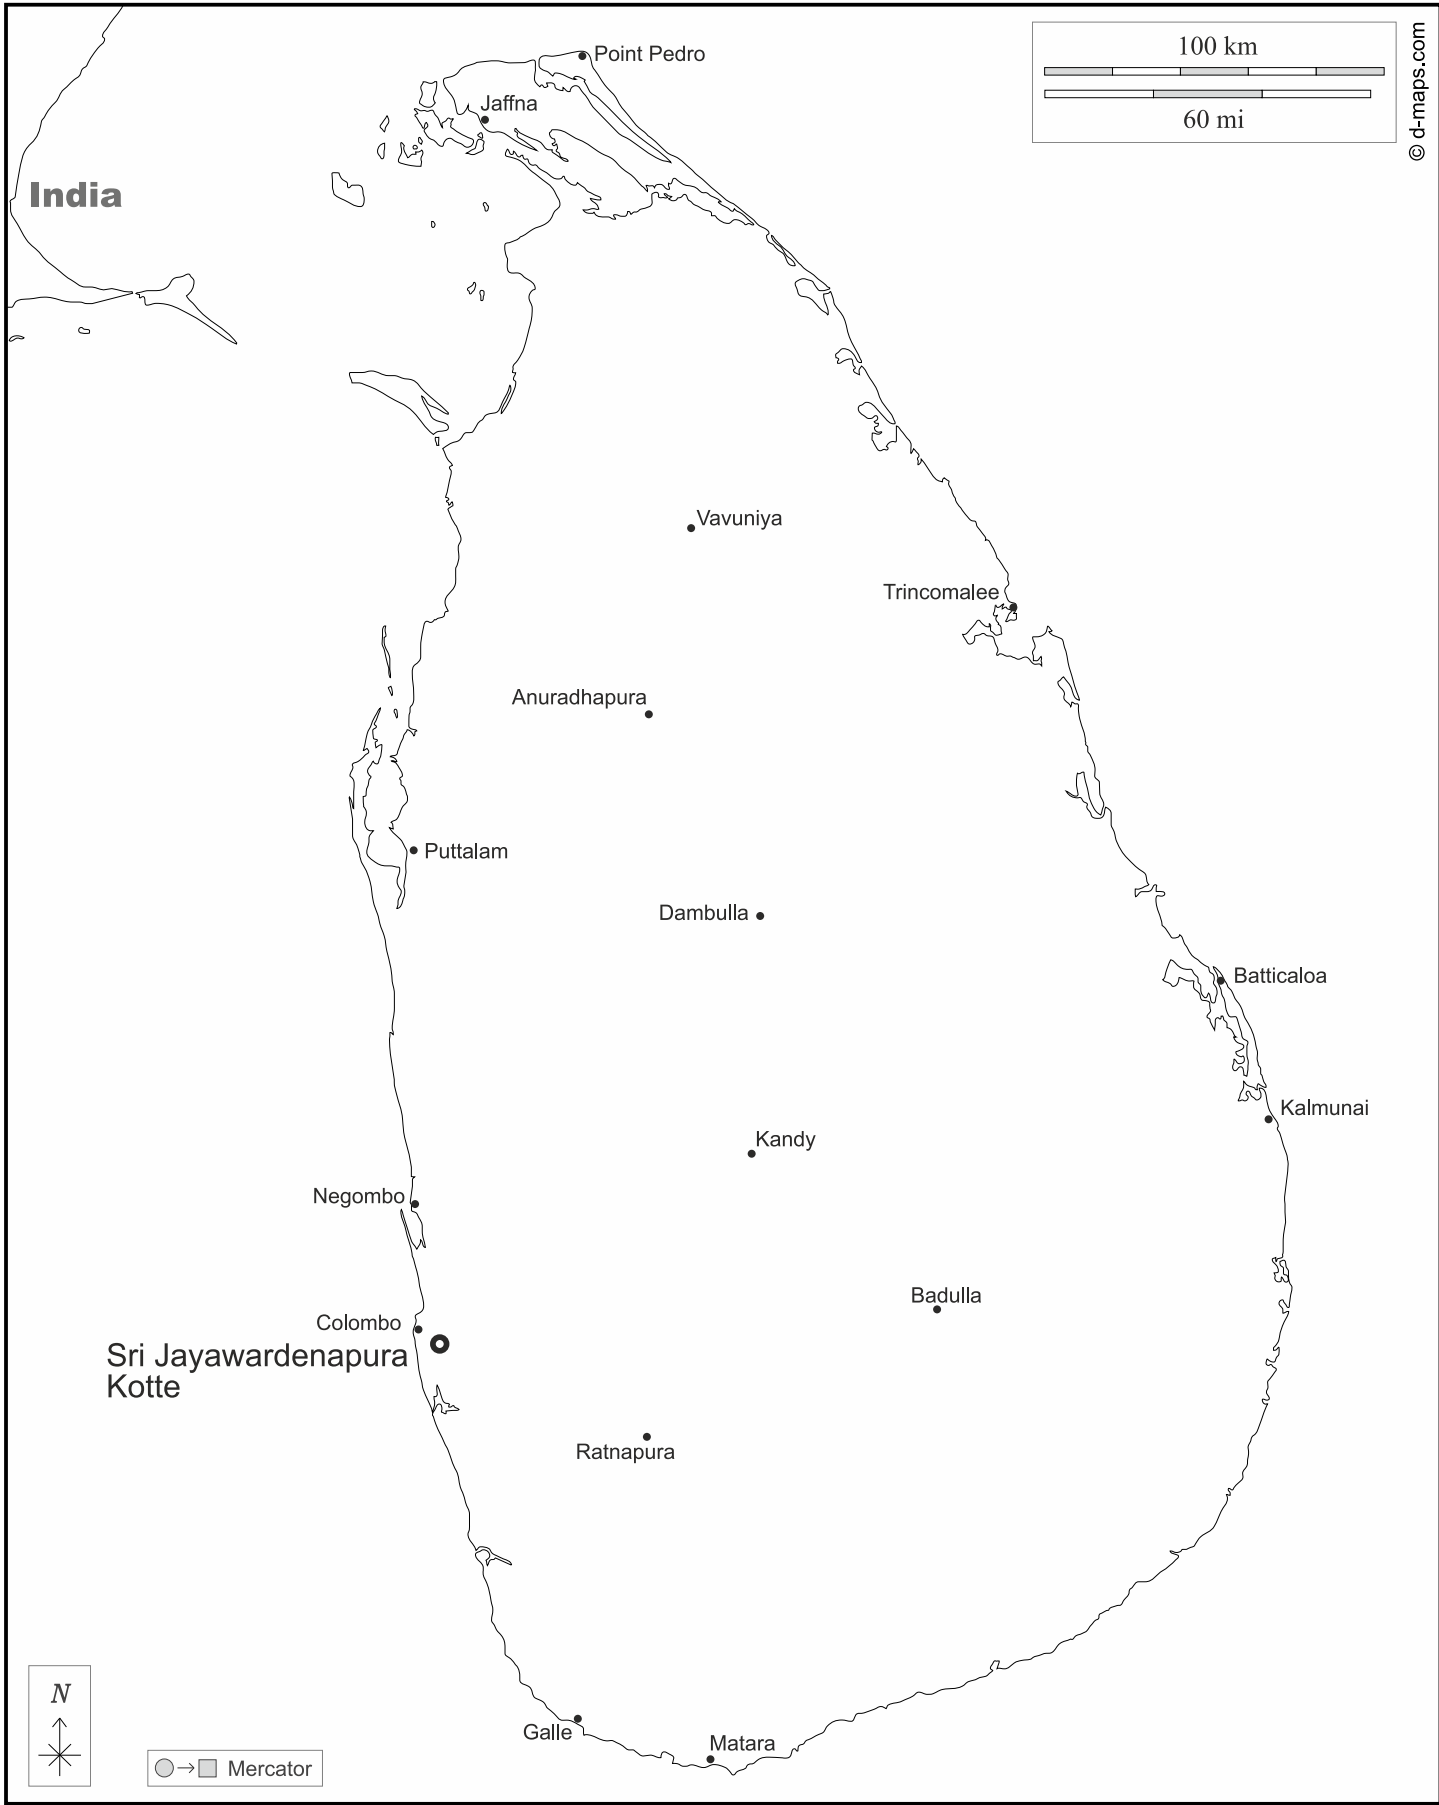 Point Pedro
100 km
60 mi
© d-maps.com
Jaffna
India
Vavuniya
Trincomalee
Anuradhapura
Puttalam
Dambulla
Batticaloa
Kalmunai
Kandy
Negombo
Badulla
Colombo
Sri Jayawardenapura
Kotte
Ratnapura
N
Galle
Matara
Mercator